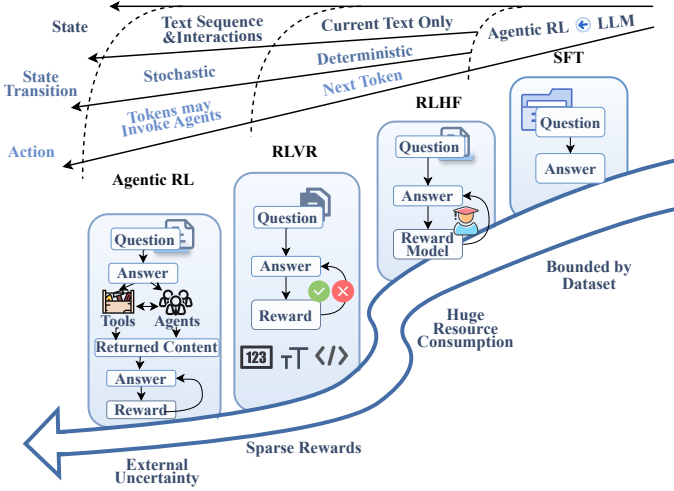 State
Text Sequence
& Interactions
Current Text Only
Agentic RL LLM
State
Transition
Stochastic
Deterministic
Action
Tokens may
Invoke Agents
Next Token
SFT
Question
Answer
RLHF
Question
Answer
Reward
Model
RLVR
Question
Answer
Reward
123
TT
</>
Agentic RL
Question
Answer
Tools
Agents
Returned Content
Answer
Reward
Bounded by
Dataset
Huge
Resource
Consumption
Sparse Rewards
External
Uncertainty